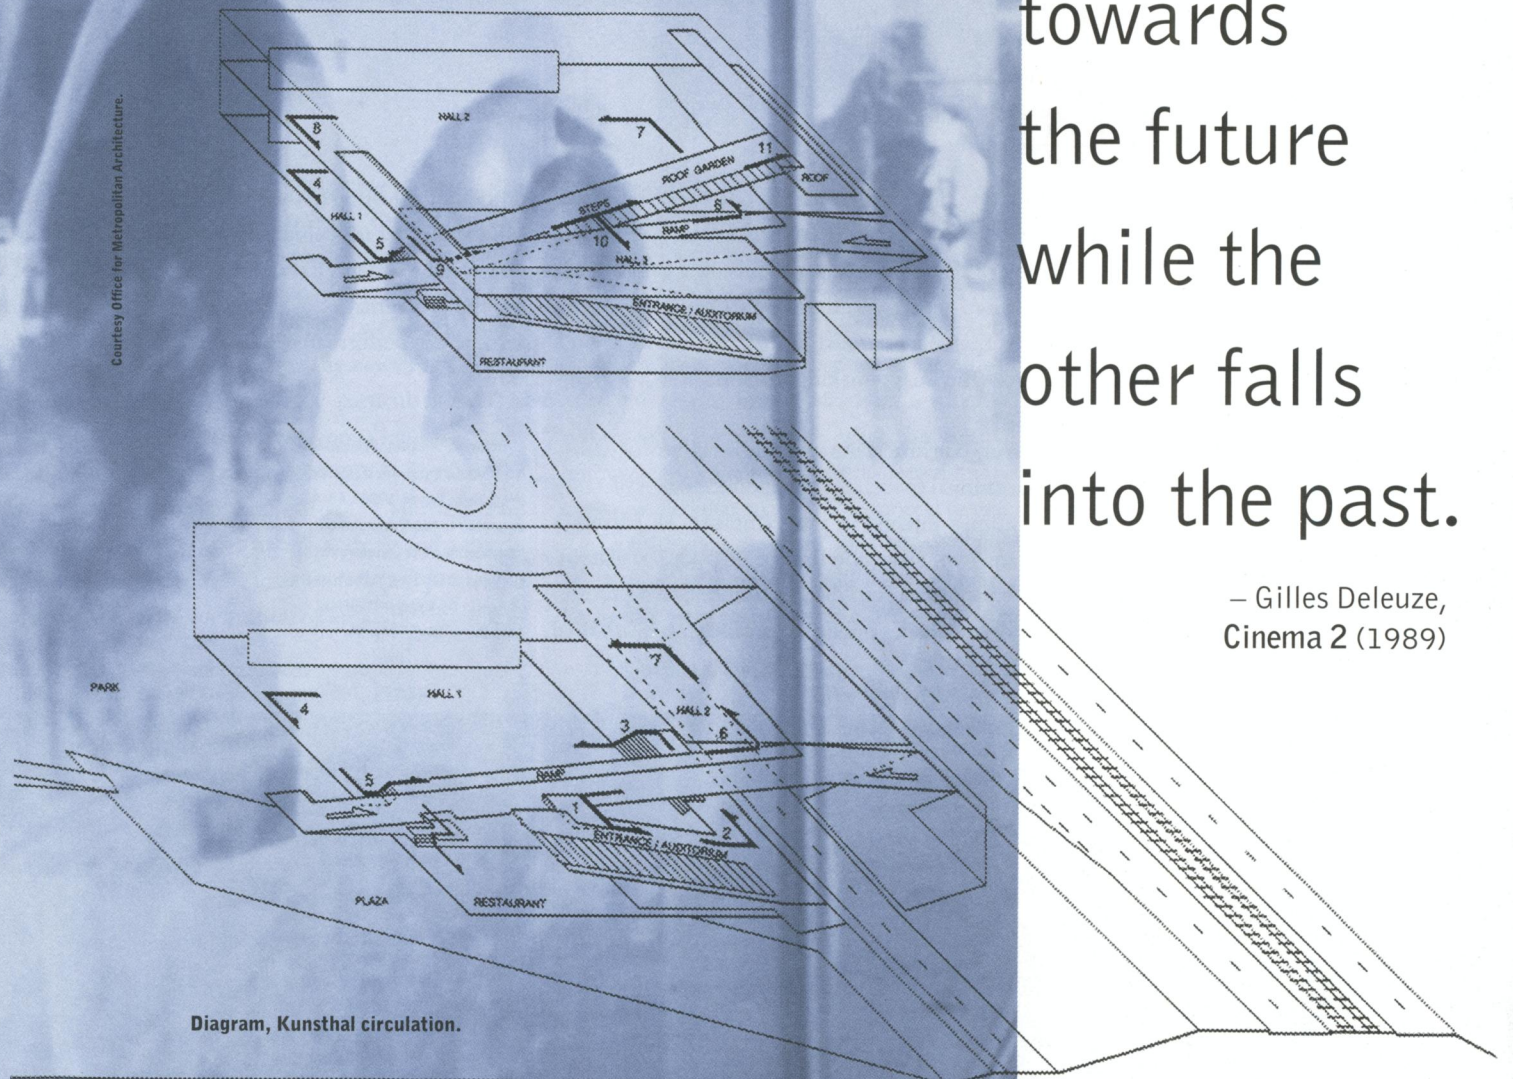 towards
the future
while the
other falls
into the past.
– Gilles Deleuze,
Cinema 2 (1989)
Courtesy Office for Metropolitan Architecture.
HALL 2
8
7
4
HALL 1
5
9
STEPS
10
ROOF GARDEN
11
ROOF
RAMP
6
HALL 3
ENTRANCE / AUDITORIUM
RESTAURANT
PARK
HALL 1
4
7
HALL 2
3
6
5
RAMP
1
2
ENTRANCE / AUDITORIUM
PLAZA
RESTAURANT
Diagram, Kunsthal circulation.